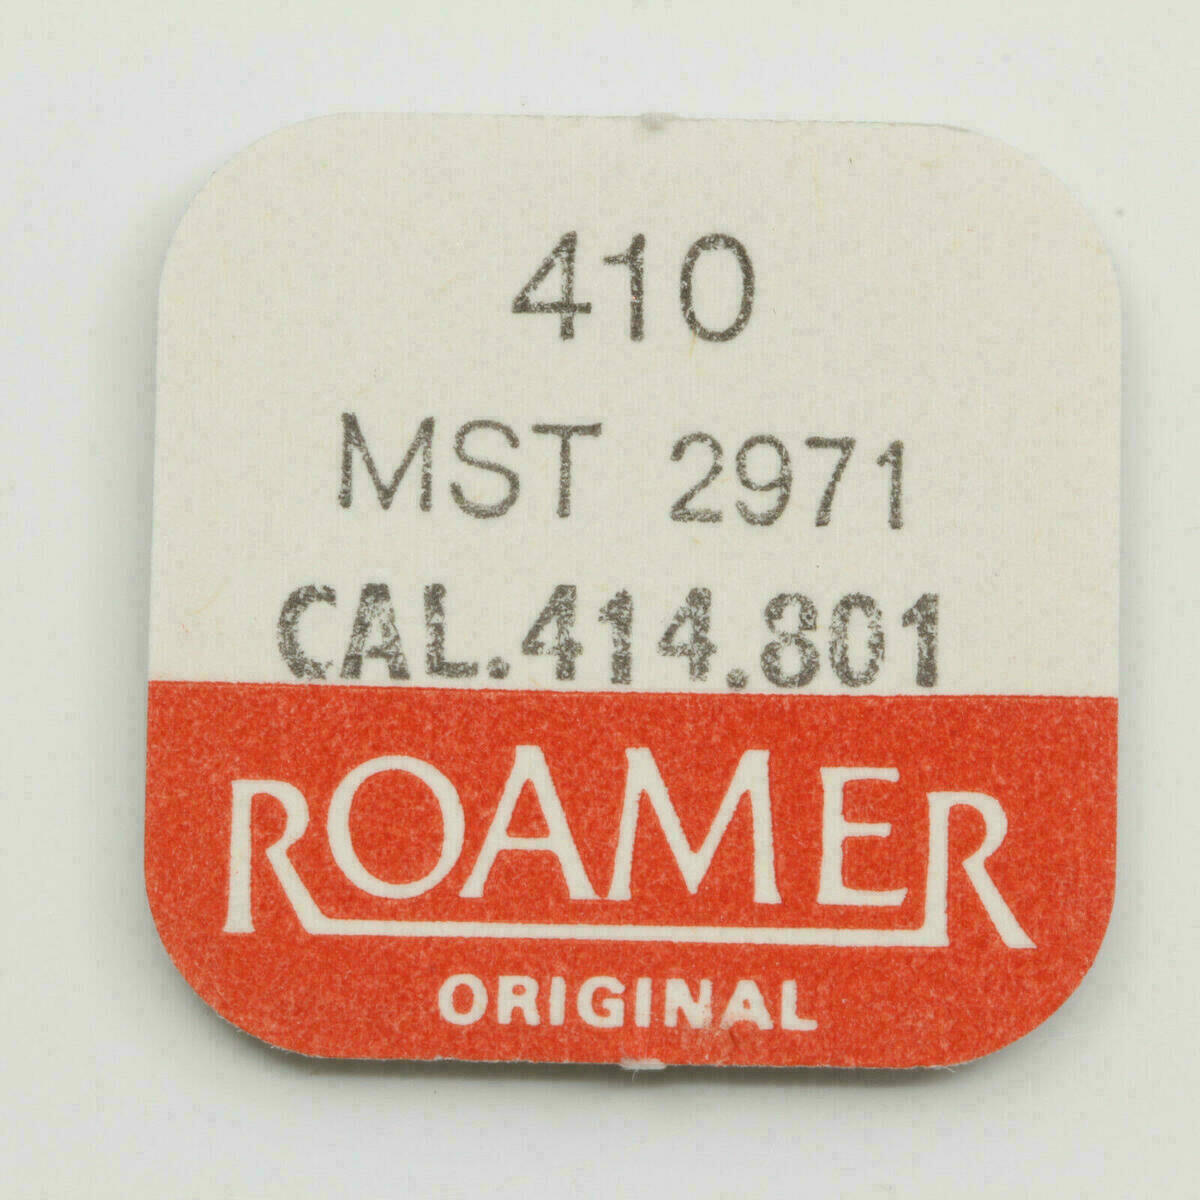 410
MST 2971
CAL.414.801
ROAMER
ORIGINAL